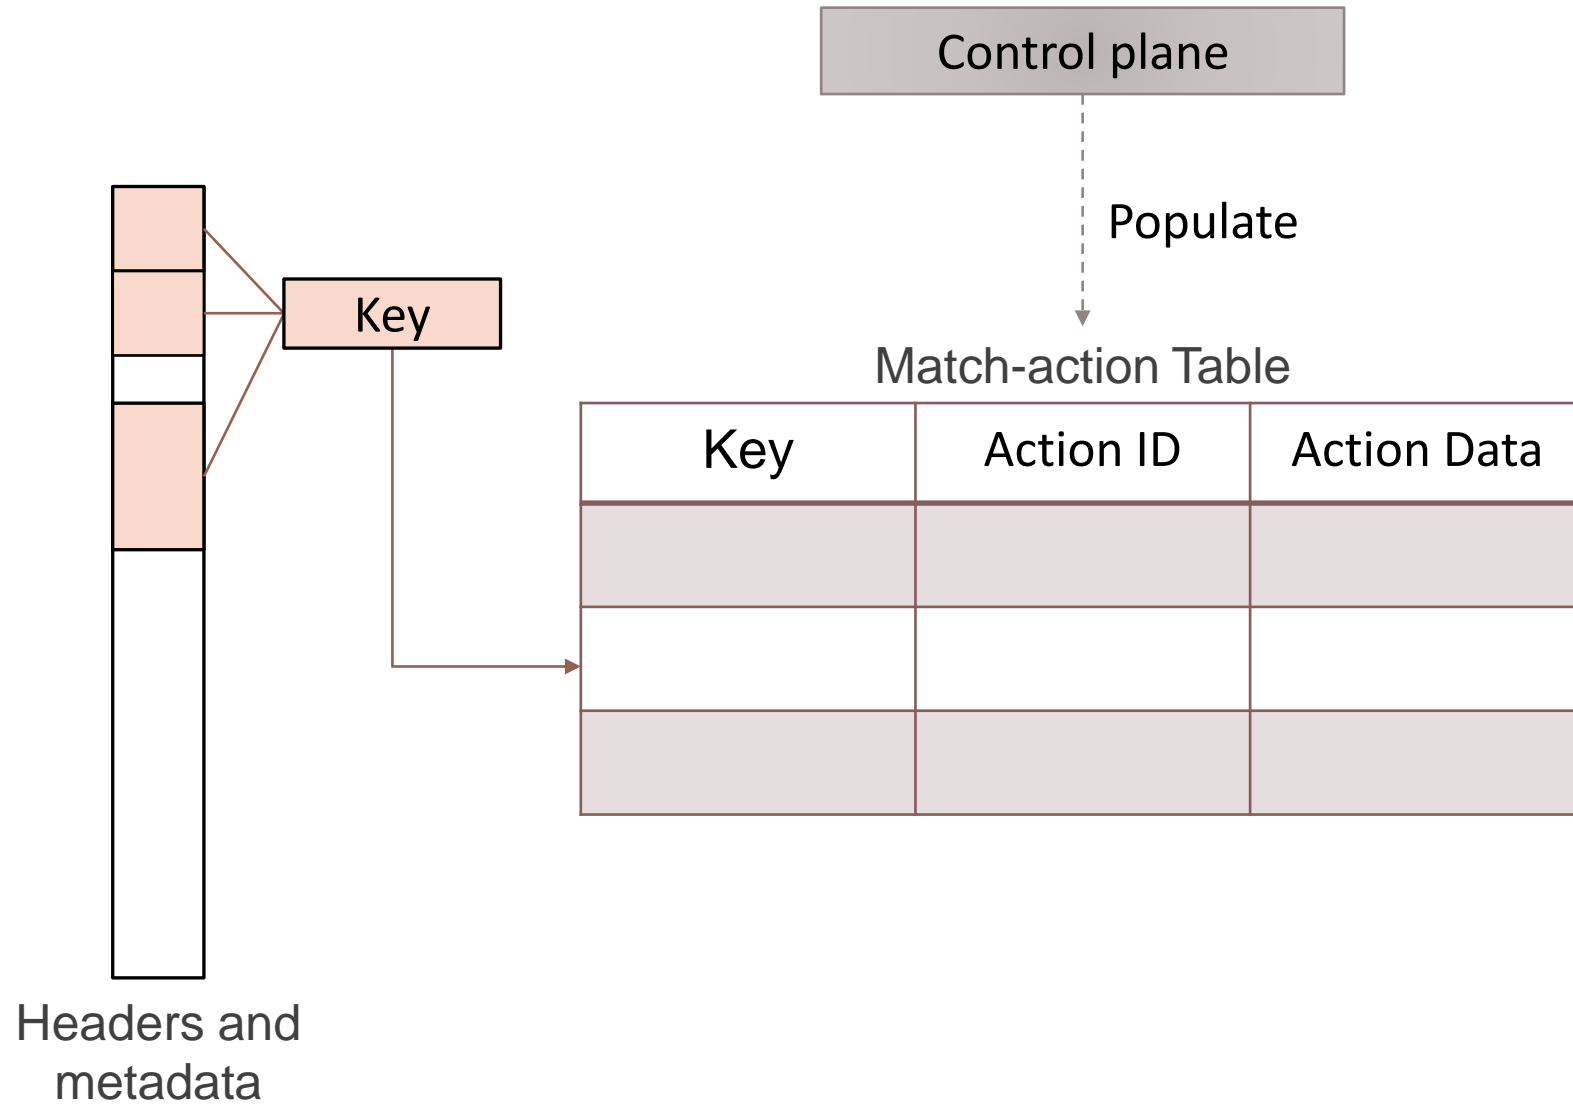 Control plane
Populate
Key
Match-action Table
Key
Action ID
Action Data
Headers and
metadata